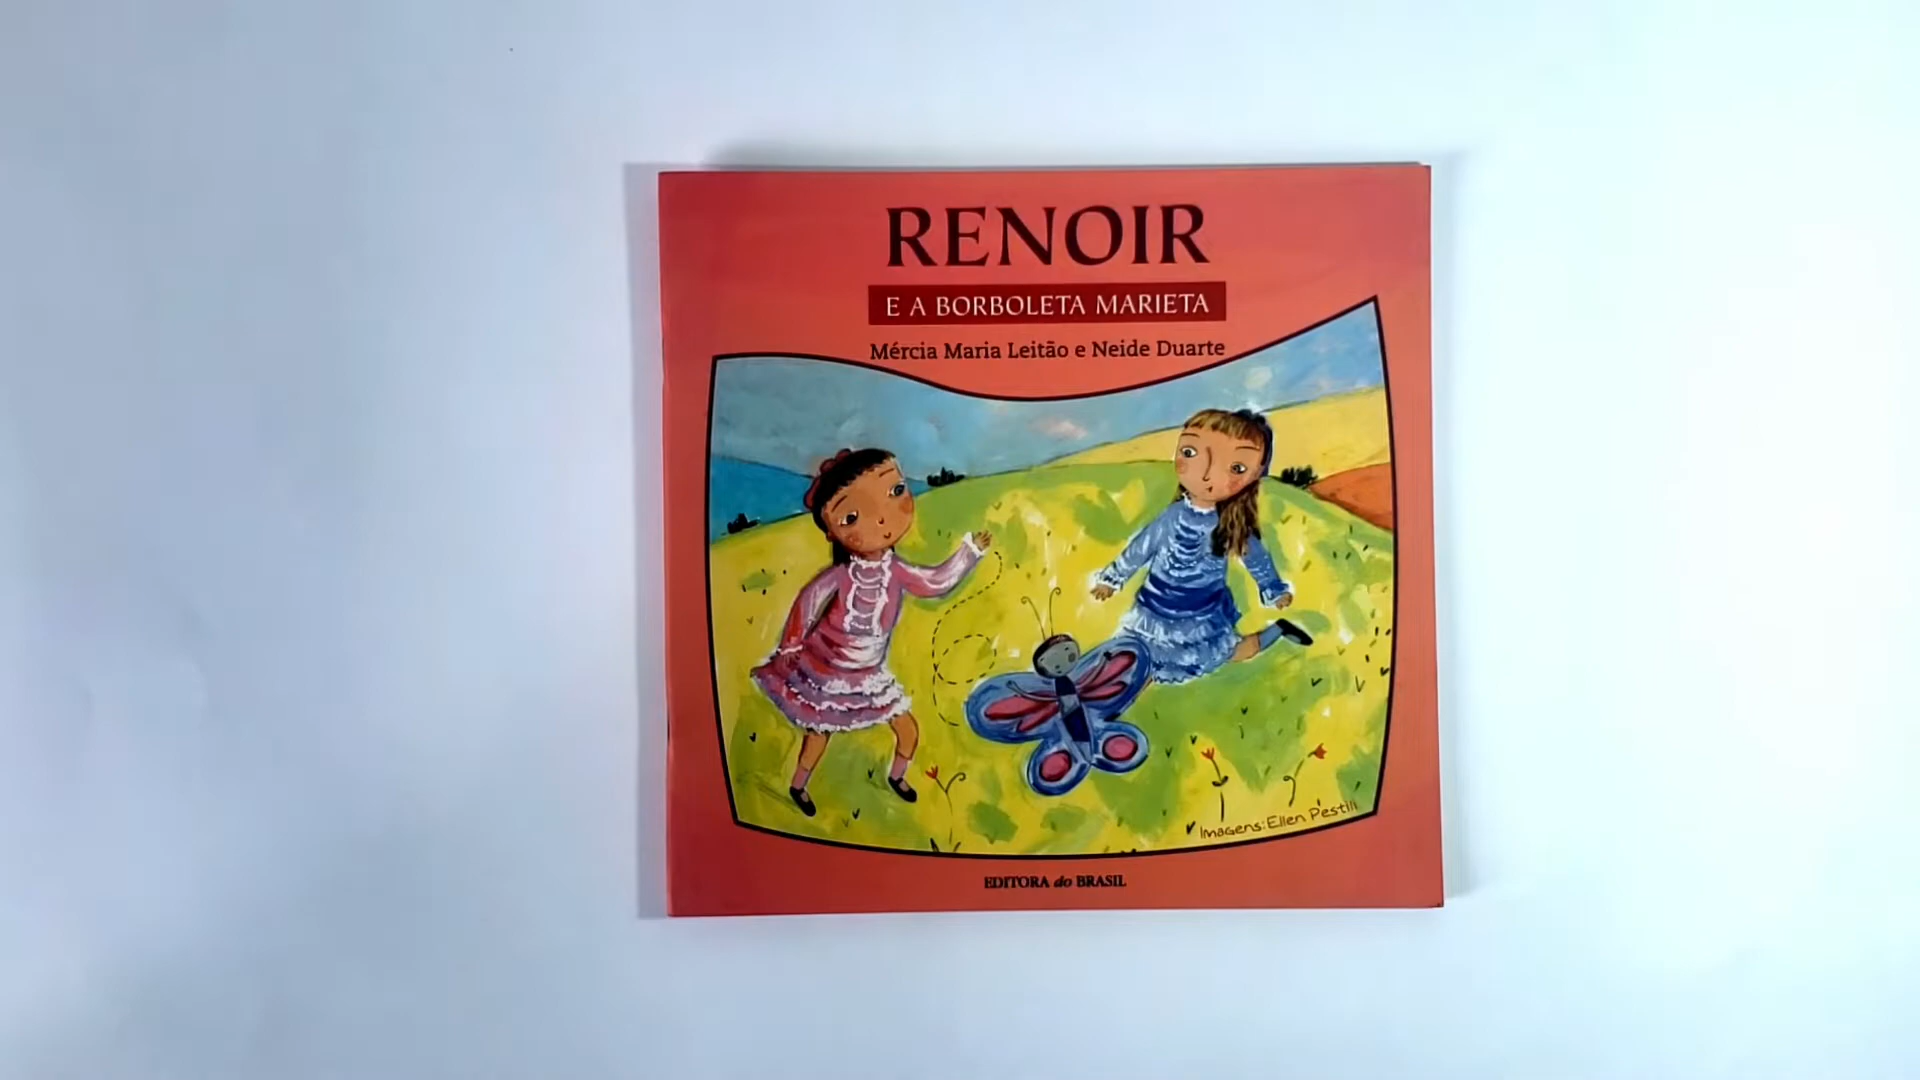 RENOIR
E A BORBOLETA MARIETA
Mércia Maria Leitão e Neide Duarte
Imagens: Ellen Pestili
EDITORA do BRASIL